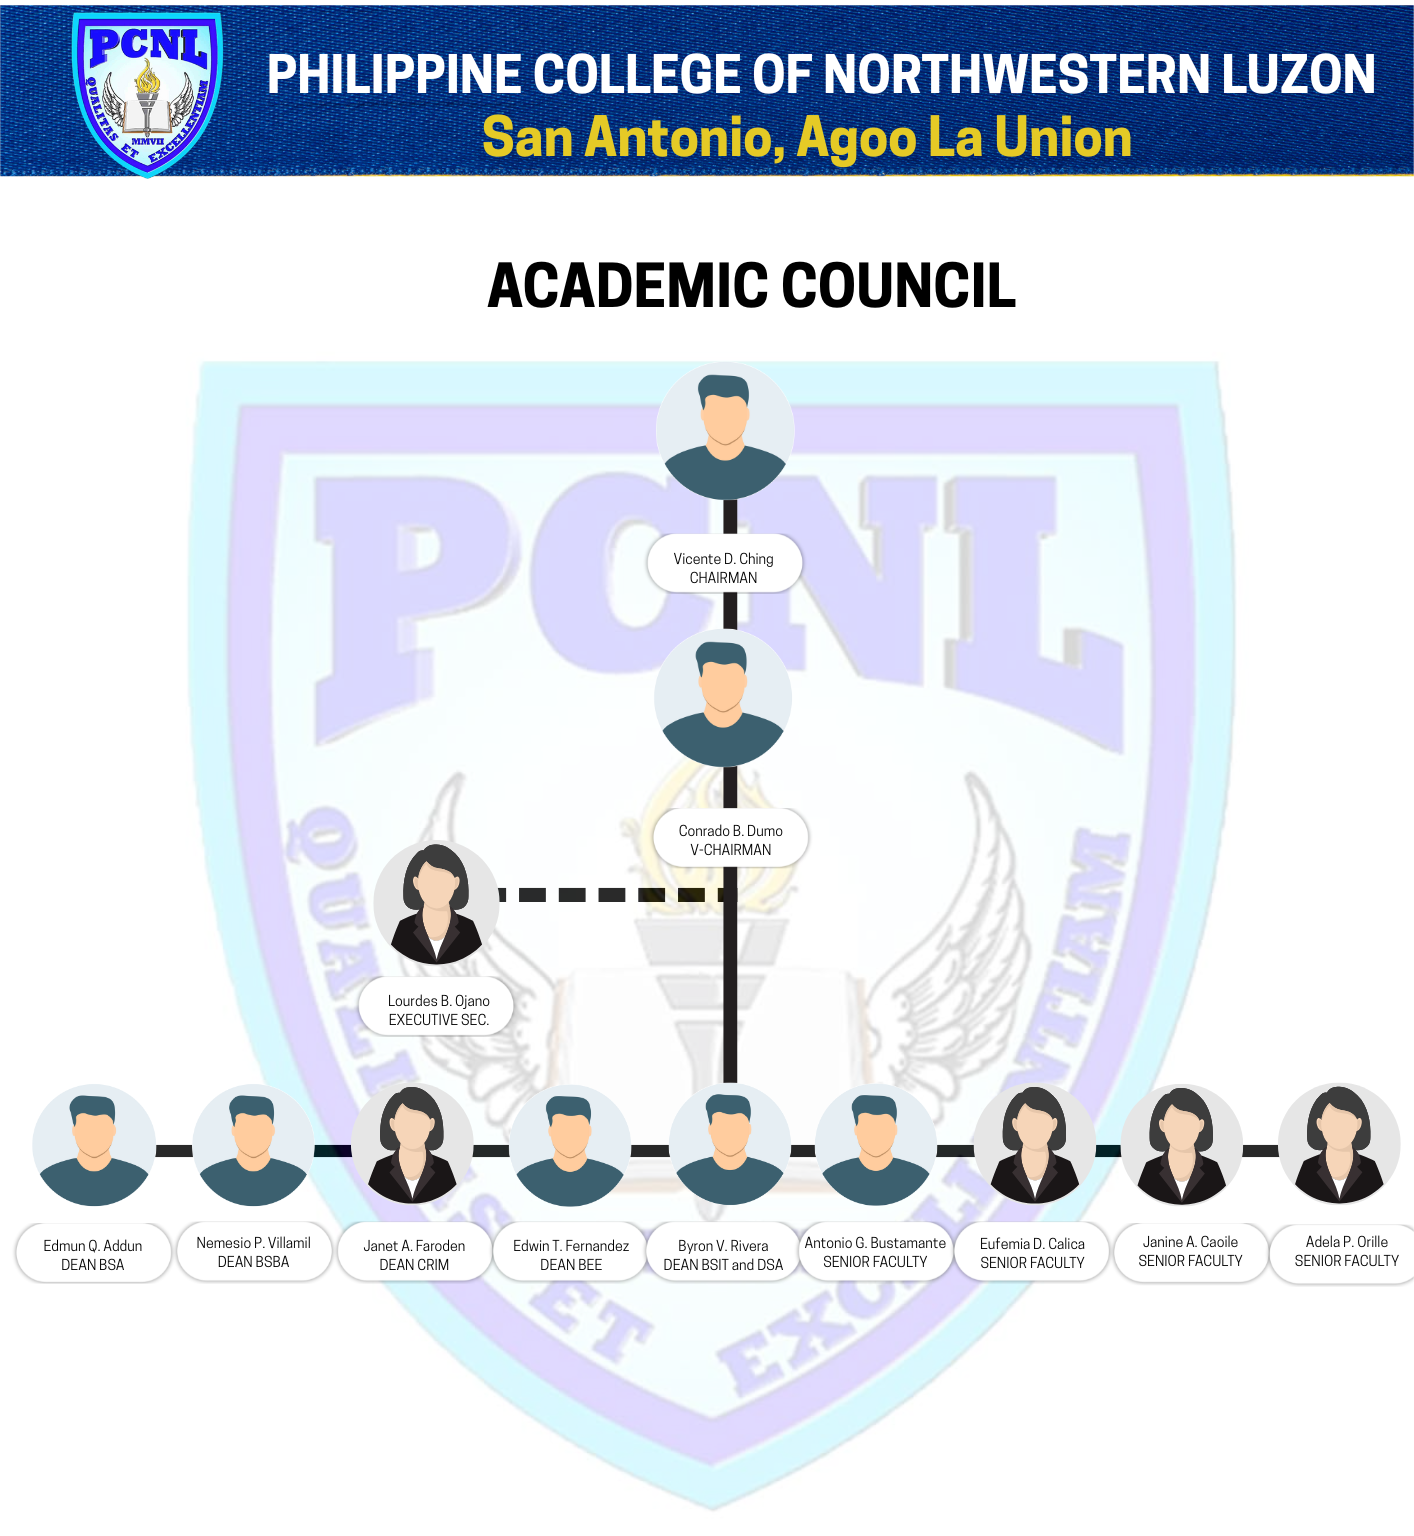 PCNL
QUALITAS ET EXCELLENTIAM
MMVII
PHILIPPINE COLLEGE OF NORTHWESTERN LUZON
San Antonio, Agoo La Union
ACADEMIC COUNCIL
PCNL
Vicente D. Ching
CHAIRMAN
Conrado B. Dumo
V-CHAIRMAN
Lourdes B. Ojano
EXECUTIVE SEC.
Edmun Q. Addun
DEAN BSA
Nemesio P. Villamil
DEAN BSBA
Janet A. Faroden
DEAN CRIM
Edwin T. Fernandez
DEAN BEE
Byron V. Rivera
DEAN BSIT and DSA
Antonio G. Bustamante
SENIOR FACULTY
Eufemia D. Calica
SENIOR FACULTY
Janine A. Caoile
SENIOR FACULTY
Adela P. Orille
SENIOR FACULTY
ET